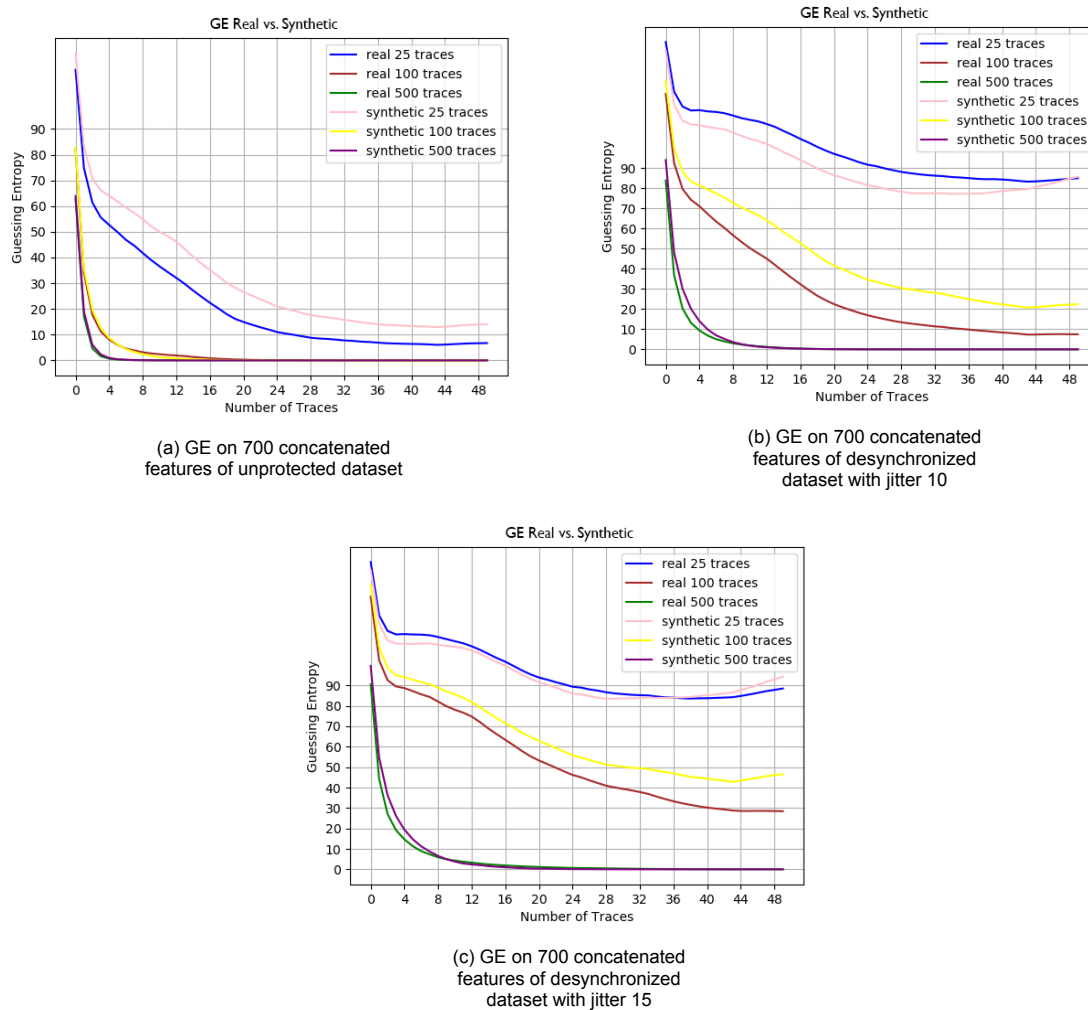 GE Real vs. Synthetic
real 25 traces
real 100 traces
real 500 traces
synthetic 25 traces
synthetic 100 traces
synthetic 500 traces
90
80
70
60
50
40
30
20
10
0
Guessing Entropy
0 4 8 12 16 20 24 28 32 36 40 44 48
Number of Traces
(a) GE on 700 concatenated
features of unprotected dataset
GE Real vs. Synthetic
real 25 traces
real 100 traces
real 500 traces
synthetic 25 traces
synthetic 100 traces
synthetic 500 traces
90
80
70
60
50
40
30
20
10
0
Guessing Entropy
0 4 8 12 16 20 24 28 32 36 40 44 48
Number of Traces
(b) GE on 700 concatenated
features of desynchronized
dataset with jitter 10
GE Real vs. Synthetic
real 25 traces
real 100 traces
real 500 traces
synthetic 25 traces
synthetic 100 traces
synthetic 500 traces
90
80
70
60
50
40
30
20
10
0
Guessing Entropy
0 4 8 12 16 20 24 28 32 36 40 44 48
Number of Traces
(c) GE on 700 concatenated
features of desynchronized
dataset with jitter 15